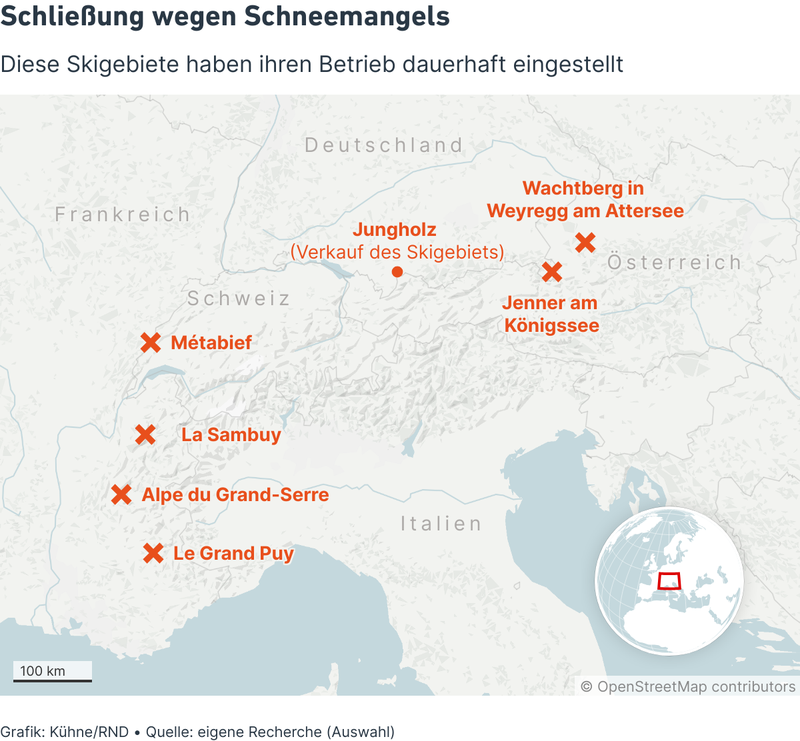 Schließung wegen Schneemangels
Diese Skigebiete haben ihren Betrieb dauerhaft eingestellt
Deutschland
Frankreich
Wachtberg in
Weyregg am Attersee
Jungholz
(Verkauf des Skigebiets)
Österreich
Schweiz
Jenner am
Königssee
Métabief
La Sambuy
Alpe du Grand-Serre
Italien
Le Grand Puy
100 km
© OpenStreetMap contributors
Grafik: Kühne/RND • Quelle: eigene Recherche (Auswahl)